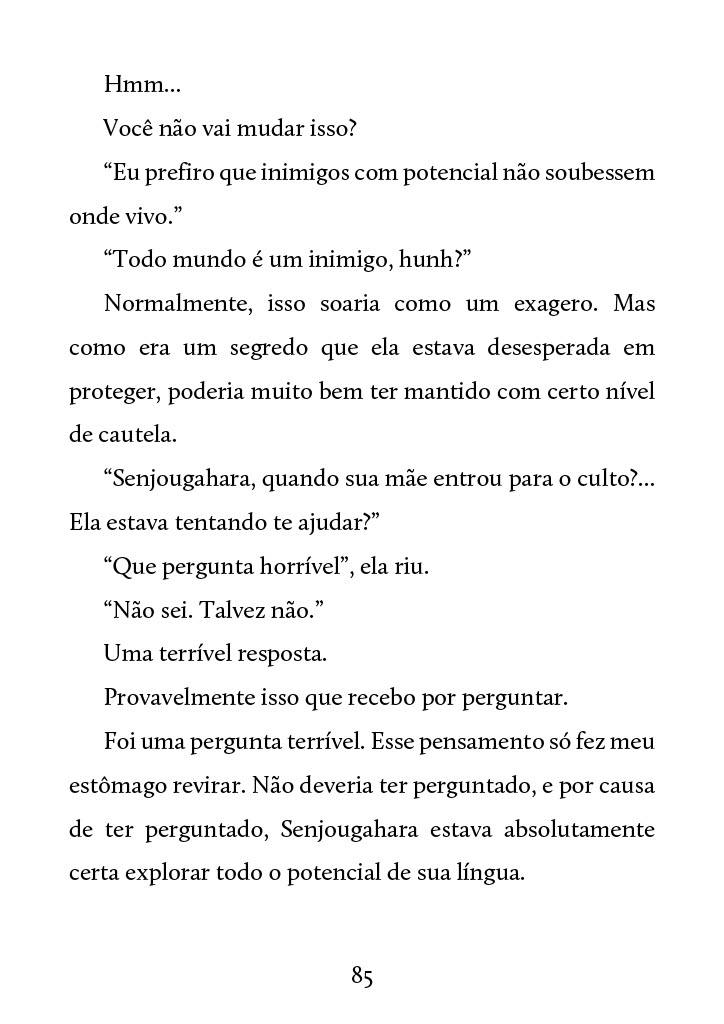 Hmm...
Você não vai mudar isso?
“Eu prefiro que inimigos com potencial não soubessem
onde vivo.”
“Todo mundo é um inimigo, hunh?”
Normalmente, isso soaria como um exagero. Mas
como era um segredo que ela estava desesperada em
proteger, poderia muito bem ter mantido com certo nível
de cautela.
“Senjougahara, quando sua mãe entrou para o culto?...
Ela estava tentando te ajudar?”
“Que pergunta horrível”, ela riu.
“Não sei. Talvez não.”
Uma terrível resposta.
Provavelmente isso que recebo por perguntar.
Foi uma pergunta terrível. Esse pensamento só fez meu
estômago revirar. Não deveria ter perguntado, e por causa
de ter perguntado, Senjougahara estava absolutamente
certa explorar todo o potencial de sua língua.
85